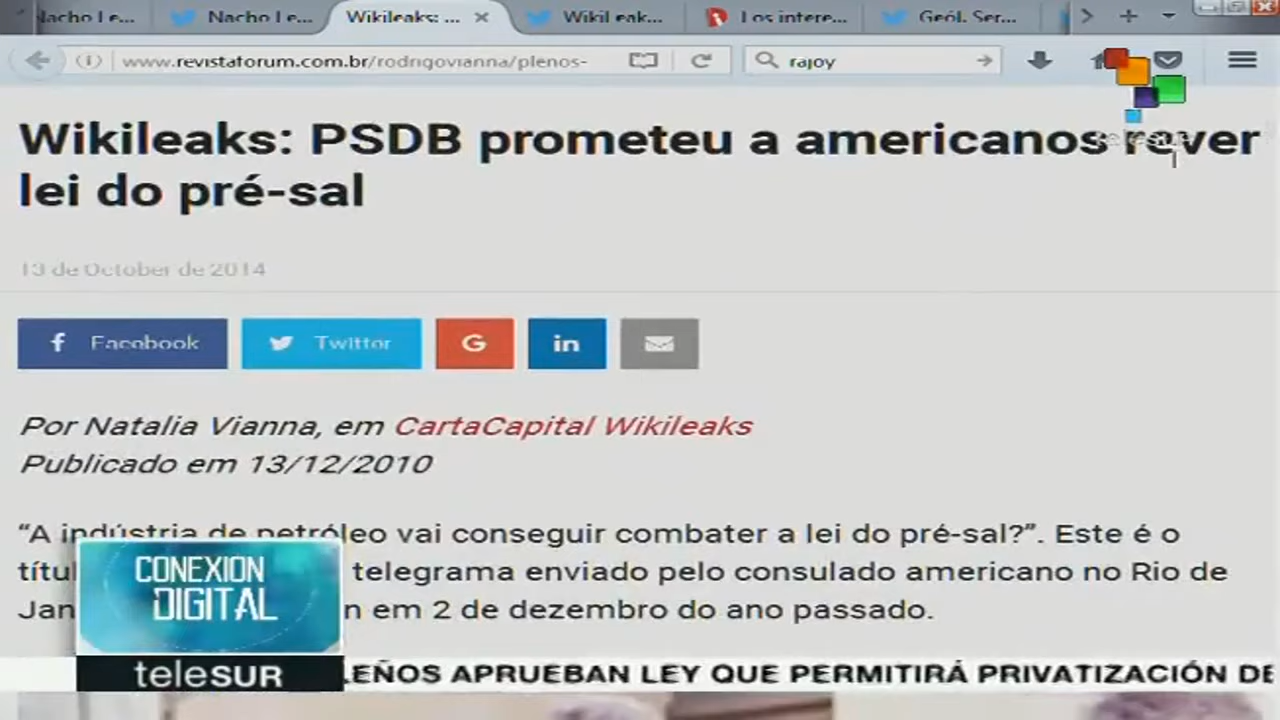 Nacho Le...
Wikileaks: ...
WikiLeak...
Los intere...
Geól. Ser...
www.revistaforum.com.br/rodrigovianna/plenos-
rajoy
Wikileaks: PSDB prometeu a americanos rever
lei do pré-sal
13 de October de 2014
Facebook
Twitter
G
in
Por Natalia Vianna, em CartaCapital Wikileaks
Publicado em 13/12/2010
“A indústria de petróleo vai conseguir combater a lei do pré-sal?”. Este é o
títul telegrama enviado pelo consulado americano no Rio de
Jan n em 2 de dezembro do ano passado.
CONEXION
DIGITAL
teleSUR
LEÑOS APRUEBAN LEY QUE PERMITIRÁ PRIVATIZACIÓN DE